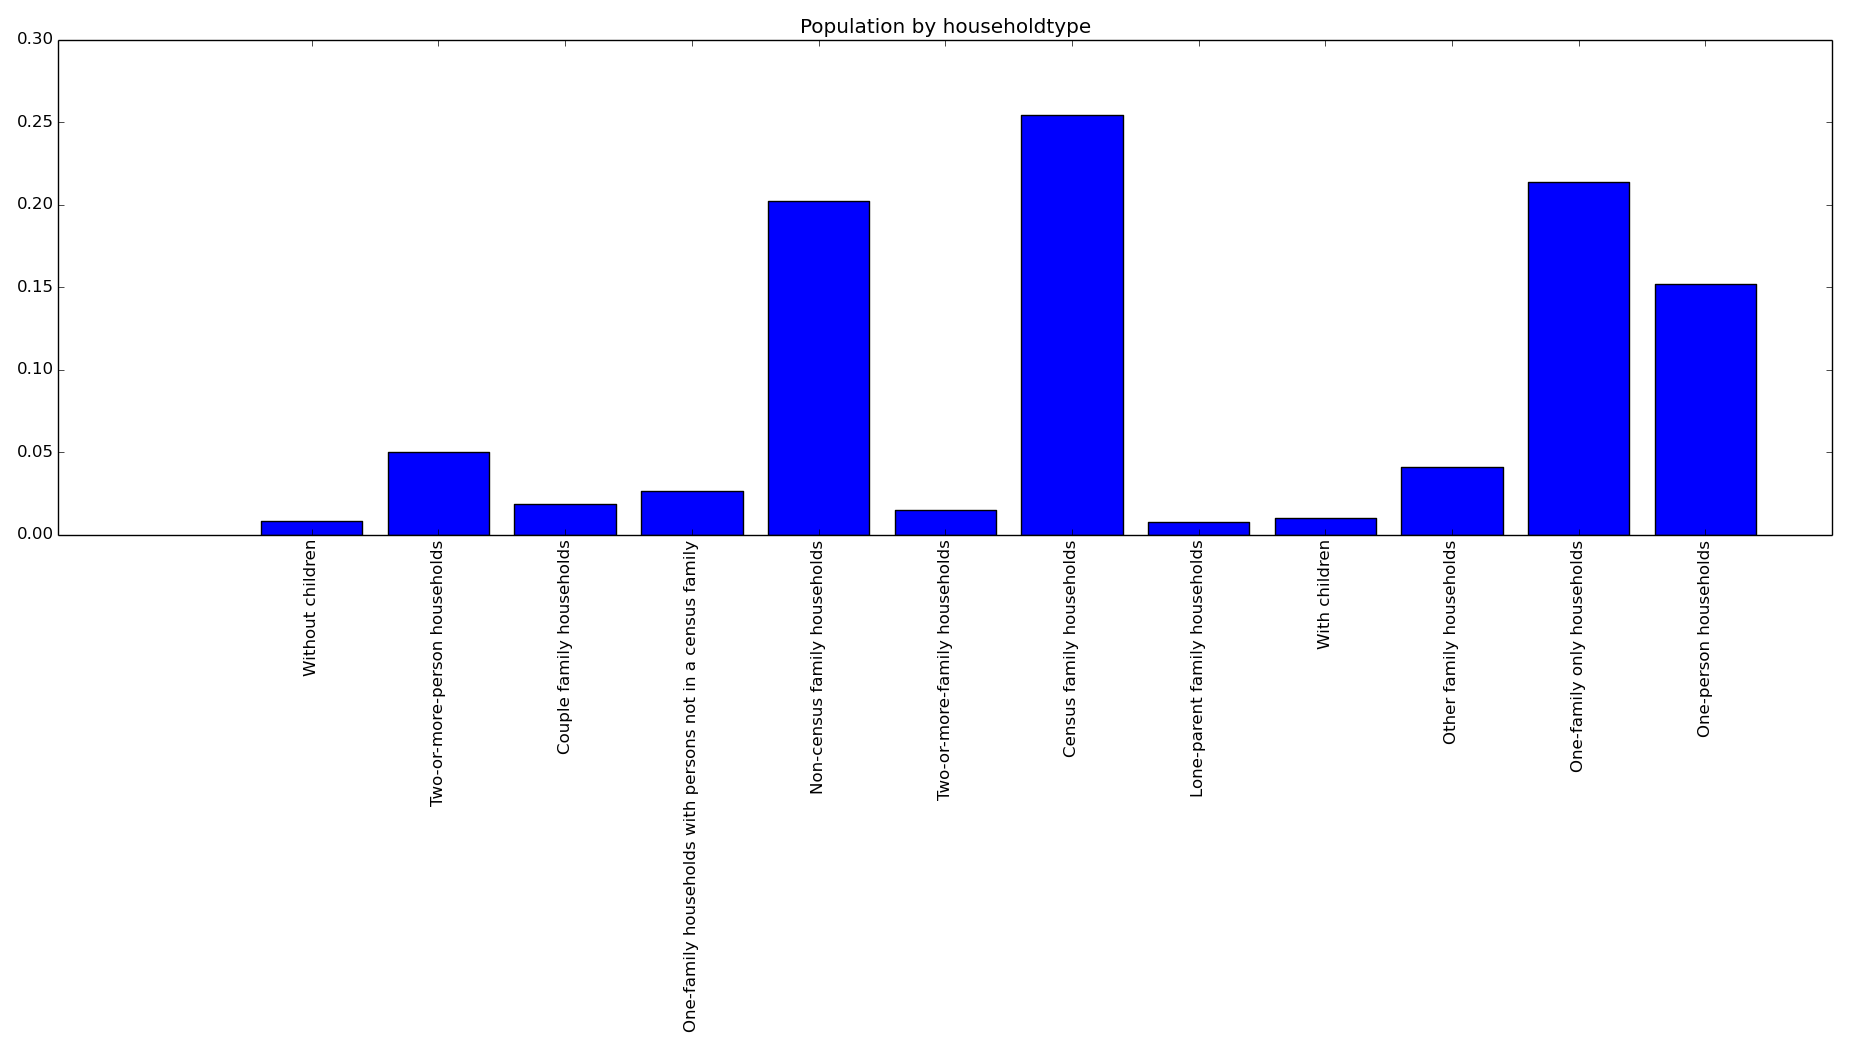 Population by householdtype
0.30
0.25
0.20
0.15
0.10
0.05
0.00
Without children
Two-or-more-person households
Couple family households
One-family households with persons not in a census family
Non-census family households
Two-or-more-family households
Census family households
Lone-parent family households
With children
Other family households
One-family only households
One-person households